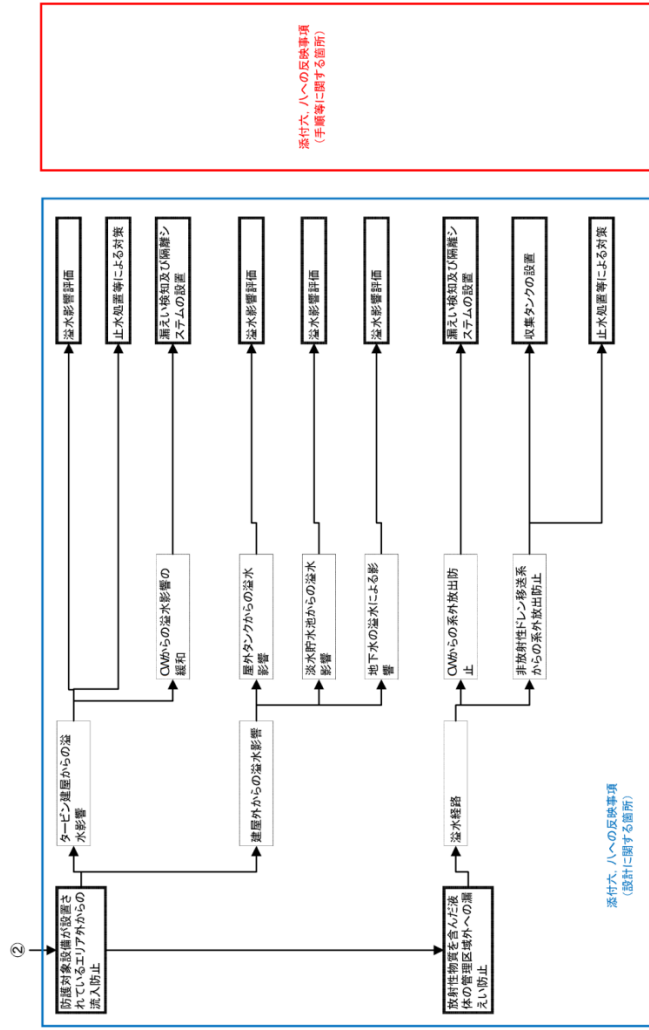 ②
防護対象設備が設置さ
れているエリア外からの
流入防止
タービン建屋からの溢
水影響
溢水影響評価
止水処置等による対策
CWからの溢水影響の
緩和
漏えい検知及び隔離シ
ステムの設置
建屋外からの溢水影響
屋外タンクからの溢水
影響
溢水影響評価
淡水貯水池からの溢水
影響
溢水影響評価
地下水の溢水による影
響
溢水影響評価
放射性物質を含んだ液
体の管理区域外への漏
えい防止
溢水経路
CWからの系外放出防
止
漏えい検知及び隔離シ
ステムの設置
非放射性ドレン移送系
からの系外放出防止
収集タンクの設置
止水処置等による対策
添付六，八への反映事項
（設計に関する箇所）
添付六，八への反映事項
（手順等に関する箇所）